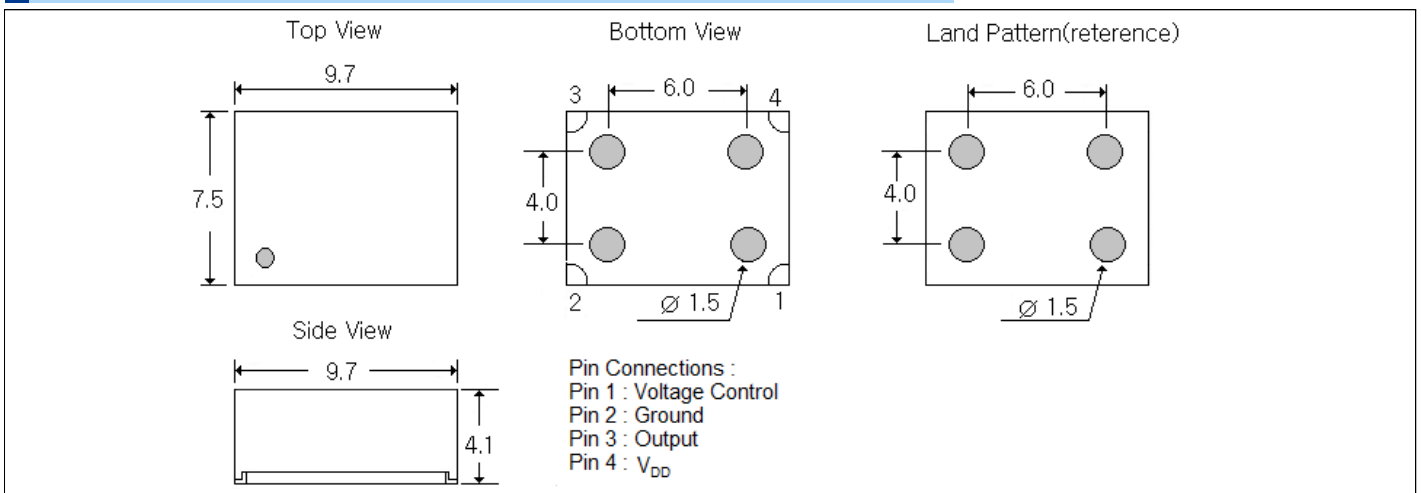 Top View
9.7
7.5
Bottom View
3
6.0
4
4.0
2
Ø 1.5
1
Land Pattern(reterence)
6.0
4.0
Ø 1.5
Side View
9.7
4.1
Pin Connections :
Pin 1 : Voltage Control
Pin 2 : Ground
Pin 3 : Output
Pin 4 : VDD